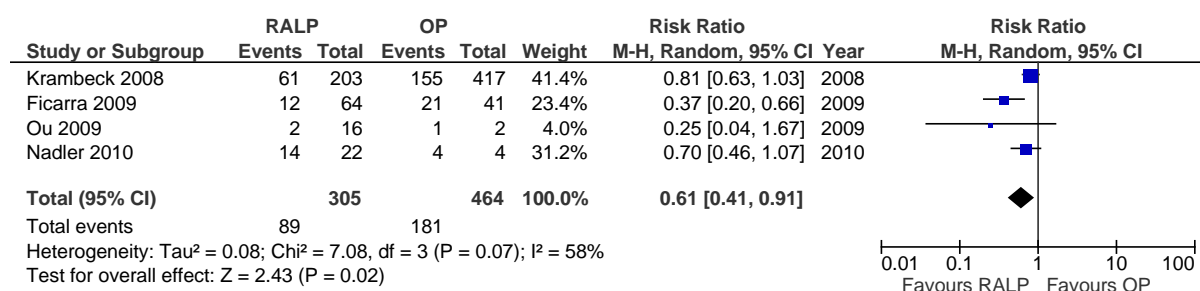 RALP OP Risk Ratio Risk Ratio
Study or Subgroup Events Total Events Total Weight M-H, Random, 95% CI Year M-H, Random, 95% CI
Krambeck 2008 61 203 155 417 41.4% 0.81 [0.63, 1.03] 2008
Ficarra 2009 12 64 21 41 23.4% 0.37 [0.20, 0.66] 2009
Ou 2009 2 16 1 2 4.0% 0.25 [0.04, 1.67] 2009
Nadler 2010 14 22 4 4 31.2% 0.70 [0.46, 1.07] 2010
Total (95% CI) 305 464 100.0% 0.61 [0.41, 0.91]
Total events 89 181
Heterogeneity: Tau² = 0.08; Chi² = 7.08, df = 3 (P = 0.07); I² = 58%
Test for overall effect: Z = 2.43 (P = 0.02)
0.01 0.1 1 10 100
Favours RALP Favours OP